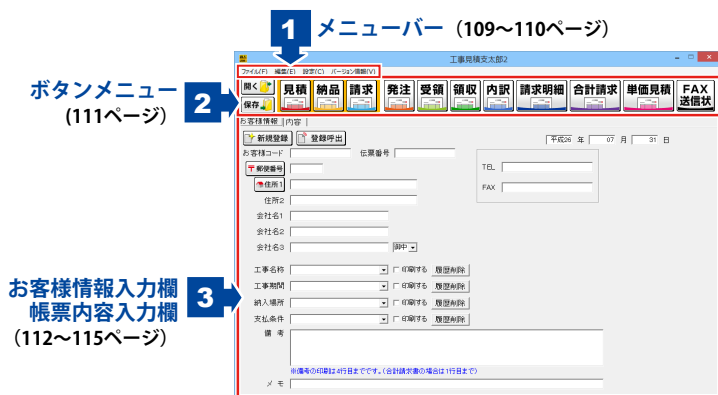 1 メニューバー（109～110ページ）
工事見積支太郎2
ファイル(F) 編集(E) 設定(C) バージョン情報(V)
ボタンメニュー
（111ページ）
2
開く
保存
見積 納品 請求 発注 受領 領収 内訳 請求明細 合計請求 単価見積 FAX送信状
お客様情報 内容
新規登録 登録呼出
平成26 年 07 月 31 日
お客様コード 伝票番号
〒郵便番号
TEL
住所1
FAX
住所2
会社名1
会社名2
会社名3 御中
お客様情報入力欄
帳票内容入力欄
（112～115ページ）
3
工事名称 印刷する 履歴削除
工事期間 印刷する 履歴削除
納入場所 印刷する 履歴削除
支払条件 印刷する 履歴削除
備 考
※備考の印刷は4行目までです。(合計請求書の場合は1行目まで)
メ モ